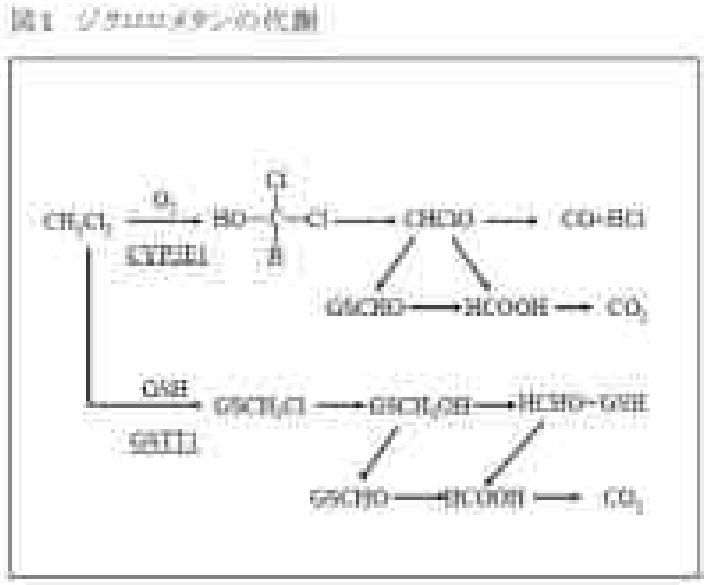 図1 ジクロロメタンの代謝
Cl
O₂
CH₂Cl₂ HO-C-Cl CHClO CO+HCl
CYP2E1 H
GSCHO HCOOH CO₂
GSH
GSCH₂Cl GSCH₂OH HCHO+GSH
GSTT1
GSCHO HCOOH CO₂